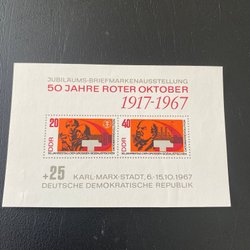 JUBILÄUMS-BRIEFMARKENAUSSTELLUNG
50 JAHRE ROTER OKTOBER
1917-1967
20
40
DDR
DDR
+25
KARL-MARX-STADT, 6.-15.10.1967
DEUTSCHE DEMOKRATISCHE REPUBLIK